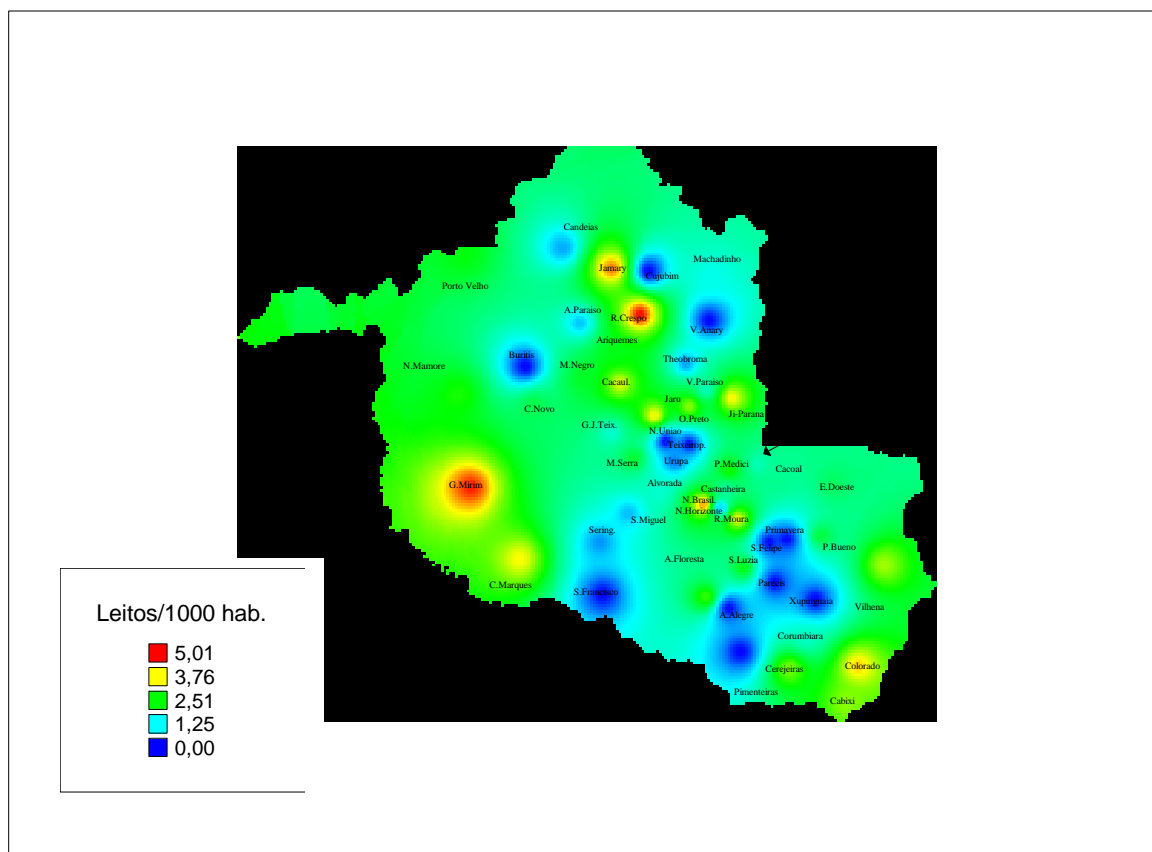 Candeias
Jamary
Cujubim
Machadinho
Porto Velho
A.Paraiso
R.Crespo
V.Anary
Ariquemes
Buritis
M.Negro
Theobroma
N.Mamore
Cacaul.
V.Paraiso
C.Novo
Jaru
Ji-Parana
O.Preto
G.J.Teix.
N.Uniao
Teixeirop.
M.Serra
Urupa
P.Medici
Cacoal
G.Mirim
Alvorada
Castanheira
E.Doeste
N.Brasil.
N.Horizonte
S.Miguel
R.Moura
Sering.
Primavera
S.Felipe
P.Bueno
A.Floresta
S.Luzia
C.Marques
S.Francisco
Parecis
Xupinguaia
Vilhena
A.Alegre
Corumbiara
Cerejeiras
Colorado
Pimenteiras
Cabixi
Leitos/1000 hab.
5,01
3,76
2,51
1,25
0,00